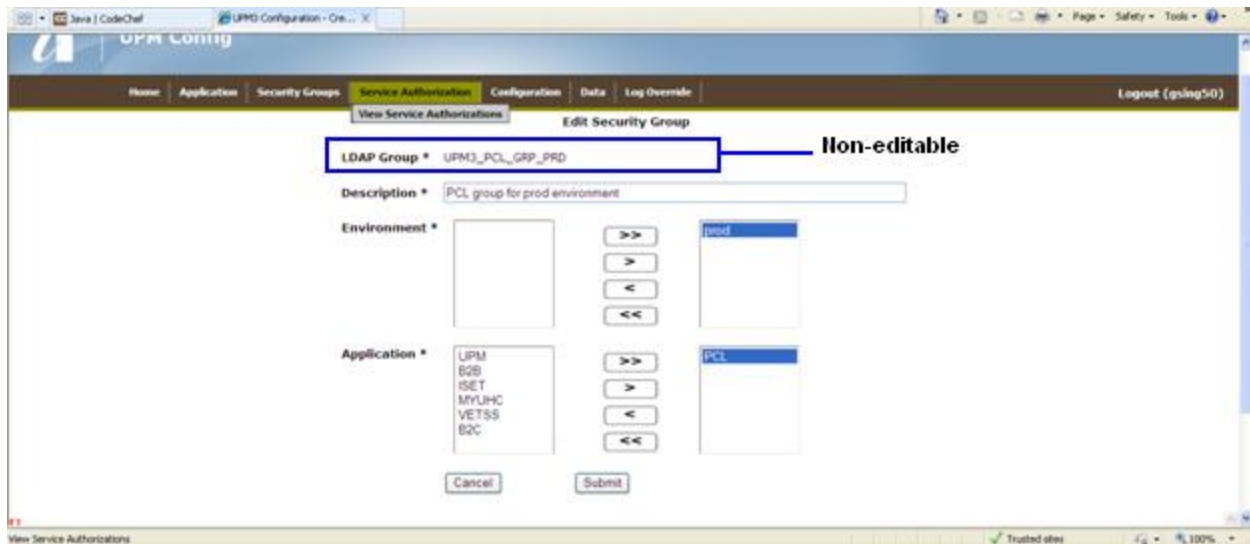 Java | CodeChef
UPM3 Configuration - Cre... X
Page Safety Tools
UPM Config
Home Application Security Groups Service Authorization Configuration Data Log Override Logout (gsing50)
View Service Authorizations
Edit Security Group
LDAP Group * UPM3_PCL_GRP_PRD
Non-editable
Description * PCL group for prod environment
Environment *
prod
>>
>
<
<<
Application *
UPM
B2B
ISET
MYUHC
VETSS
B2C
>>
>
<
<<
PCL
Cancel Submit
View Service Authorizations
Trusted sites
100%